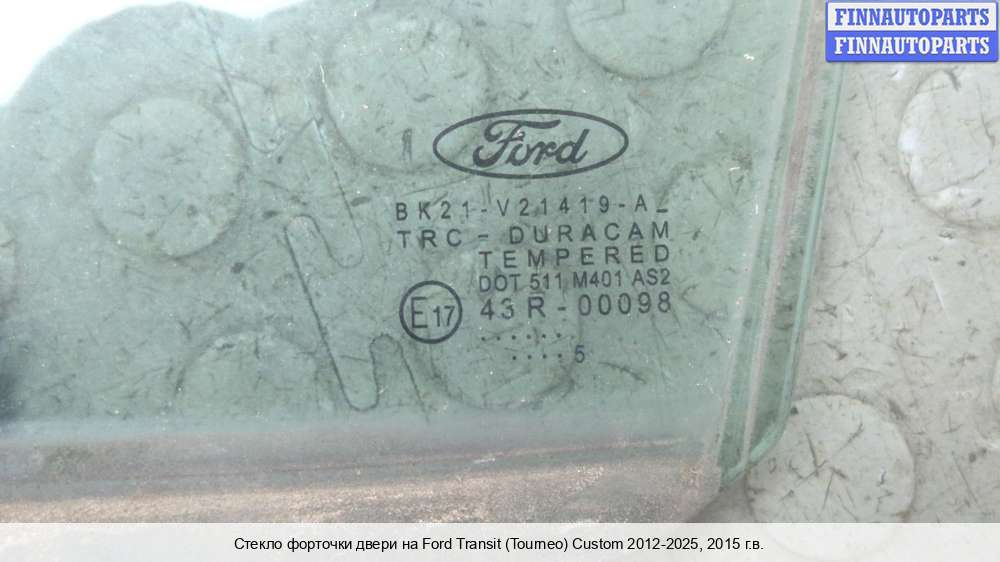 FINNAUTOPARTS
FINNAUTOPARTS
Ford
BK21-V21419-A_
TRC - DURACAM
TEMPERED
DOT 511 M401 AS2
E17 43R-00098
.......
....5
Стекло форточки двери на Ford Transit (Tourneo) Custom 2012-2025, 2015 г.в.